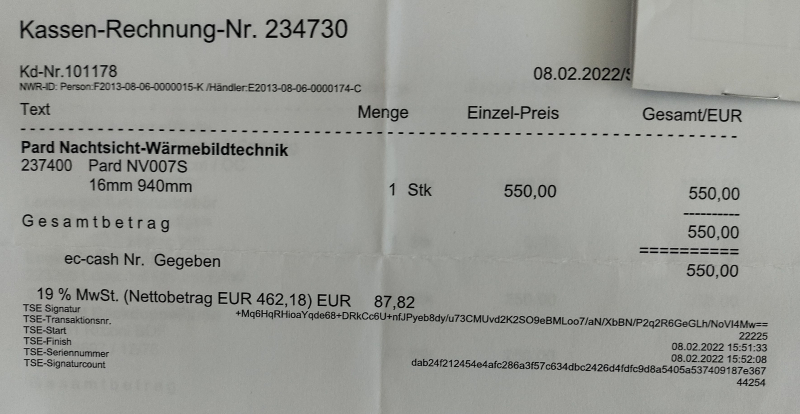 Kassen-Rechnung-Nr. 234730
Kd-Nr.101178 08.02.2022/
NWR-ID: Person:F2013-08-06-0000015-K /Händler:E2013-08-06-0000174-C
Text Menge Einzel-Preis Gesamt/EUR
Pard Nachtsicht-Wärmebildtechnik
237400 Pard NV007S
16mm 940mm 1 Stk 550,00 550,00
Gesamtbetrag 550,00
ec-cash Nr. Gegeben 550,00
19 % MwSt. (Nettobetrag EUR 462,18) EUR 87,82
TSE Signatur +Mq6HqRHioaYqde68+DRkCc6U+nfJPyeb8dy/u73CMUvd2K2SO9eBMLoo7/aN/XbBN/P2q2R6GeGLh/NoVI4Mw==
TSE-Transaktionsnr. 22225
TSE-Start 08.02.2022 15:51:33
TSE-Finish 08.02.2022 15:52:08
TSE-Seriennummer dab24f212454e4afc286a3f57c634dbc2426d4fdfc9d8a5405a537409187e367
TSE-Signaturcount 44254